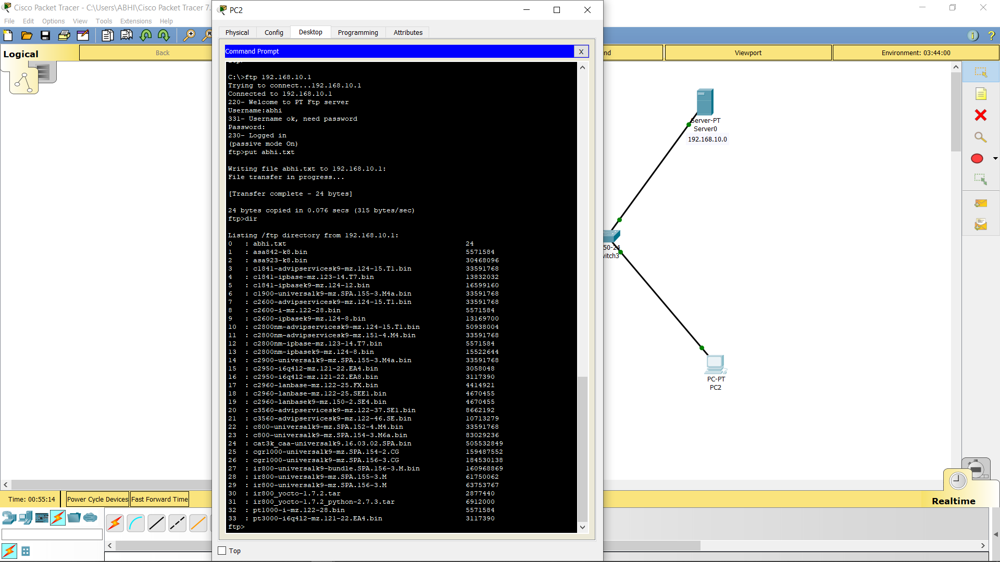 Cisco Packet Tracer - C:\Users\ABHI\Cisco Packet Tracer 7.
File Edit Options View Tools Extensions Help
Logical
Back
nd
Viewport
Environment: 03:44:00
PC2
Physical Config Desktop Programming Attributes
Command Prompt
X
C:\>ftp 192.168.10.1
Trying to connect...192.168.10.1
Connected to 192.168.10.1
220- Welcome to PT Ftp server
Username:abhi
331- Username ok, need password
Password:
230- Logged in
(passive mode On)
ftp>put abhi.txt
Writing file abhi.txt to 192.168.10.1:
File transfer in progress...
[Transfer complete - 24 bytes]
24 bytes copied in 0.076 secs (315 bytes/sec)
ftp>dir
Listing /ftp directory from 192.168.10.1:
0 : abhi.txt 24
1 : asa842-k8.bin 5571584
2 : asa923-k8.bin 30468096
3 : c1841-advipservicesk9-mz.124-15.T1.bin 33591768
4 : c1841-ipbase-mz.123-14.T7.bin 13832032
5 : c1841-ipbasek9-mz.124-12.bin 16599160
6 : c1900-universalk9-mz.SPA.155-3.M4a.bin 33591768
7 : c2600-advipservicesk9-mz.124-15.T1.bin 33591768
8 : c2600-i-mz.122-28.bin 5571584
9 : c2600-ipbasek9-mz.124-8.bin 13169700
10 : c2800nm-advipservicesk9-mz.124-15.T1.bin 50938004
11 : c2800nm-advipservicesk9-mz.151-4.M4.bin 33591768
12 : c2800nm-ipbase-mz.123-14.T7.bin 5571584
13 : c2800nm-ipbasek9-mz.124-8.bin 15522644
14 : c2900-universalk9-mz.SPA.155-3.M4a.bin 33591768
15 : c2950-i6q4l2-mz.121-22.EA4.bin 3058048
16 : c2950-i6q4l2-mz.121-22.EA8.bin 3117390
17 : c2960-lanbase-mz.122-25.FX.bin 4414921
18 : c2960-lanbase-mz.122-25.SEE1.bin 4670455
19 : c2960-lanbasek9-mz.150-2.SE4.bin 4670455
20 : c3560-advipservicesk9-mz.122-37.SE1.bin 8662192
21 : c3560-advipservicesk9-mz.122-46.SE.bin 10713279
22 : c800-universalk9-mz.SPA.152-4.M4.bin 33591768
23 : c800-universalk9-mz.SPA.154-3.M6a.bin 83029236
24 : cat3k_caa-universalk9.16.03.02.SPA.bin 505532849
25 : cgr1000-universalk9-mz.SPA.154-2.CG 159487552
26 : cgr1000-universalk9-mz.SPA.156-3.CG 184530138
27 : ir800-universalk9-bundle.SPA.156-3.M.bin 160968869
28 : ir800-universalk9-mz.SPA.155-3.M 61750062
29 : ir800-universalk9-mz.SPA.156-3.M 63753767
30 : ir800_yocto-1.7.2.tar 2877440
31 : ir800_yocto-1.7.2_python-2.7.3.tar 6912000
32 : pt1000-i-mz.122-28.bin 5571584
33 : pt3000-i6q4l2-mz.121-22.EA4.bin 3117390
ftp>
Top
Server-PT
Server0
192.168.10.0
50-24
vitch3
PC-PT
PC2
Time: 00:55:14
Power Cycle Devices
Fast Forward Time
Realtime